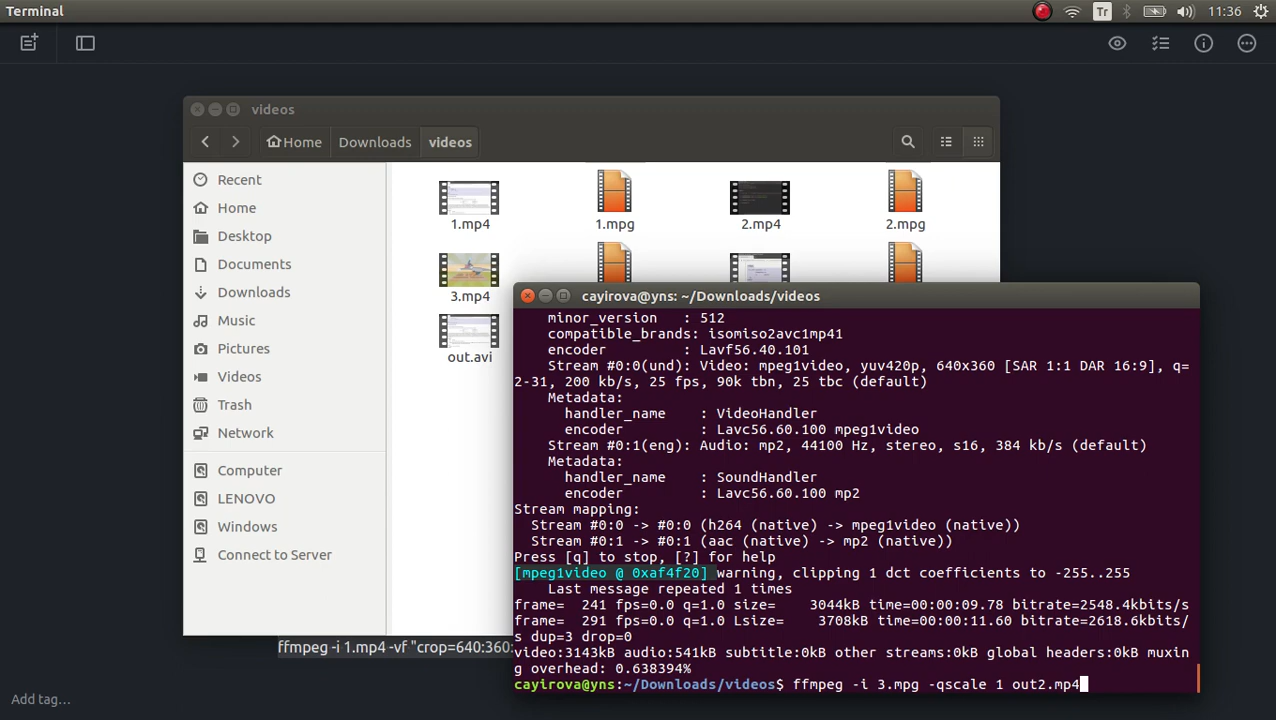 Terminal
Tr
11:36
videos
Home
Downloads
videos
Recent
Home
Desktop
Documents
Downloads
Music
Pictures
Videos
Trash
Network
Computer
LENOVO
Windows
Connect to Server
1.mp4
1.mpg
2.mp4
2.mpg
3.mp4
out.avi
cayirova@yns: ~/Downloads/videos
minor_version   : 512
compatible_brands: isomiso2avc1mp41
encoder         : Lavf56.40.101
Stream #0:0(und): Video: mpeg1video, yuv420p, 640x360 [SAR 1:1 DAR 16:9], q=
2-31, 200 kb/s, 25 fps, 90k tbn, 25 tbc (default)
Metadata:
handler_name    : VideoHandler
encoder         : Lavc56.60.100 mpeg1video
Stream #0:1(eng): Audio: mp2, 44100 Hz, stereo, s16, 384 kb/s (default)
Metadata:
handler_name    : SoundHandler
encoder         : Lavc56.60.100 mp2
Stream mapping:
Stream #0:0 -> #0:0 (h264 (native) -> mpeg1video (native))
Stream #0:1 -> #0:1 (aac (native) -> mp2 (native))
Press [q] to stop, [?] for help
[mpeg1video @ 0xaf4f20] warning, clipping 1 dct coefficients to -255..255
Last message repeated 1 times
frame=  241 fps=0.0 q=1.0 size=    3044kB time=00:00:09.78 bitrate=2548.4kbits/s
frame=  291 fps=0.0 q=1.0 Lsize=    3708kB time=00:00:11.60 bitrate=2618.6kbits/
s dup=3 drop=0
video:3143kB audio:541kB subtitle:0kB other streams:0kB global headers:0kB muxin
g overhead: 0.638394%
cayirova@yns:~/Downloads/videos$ ffmpeg -i 3.mpg -qscale 1 out2.mp4
ffmpeg -i 1.mp4 -vf "crop=640:360:
Add tag...